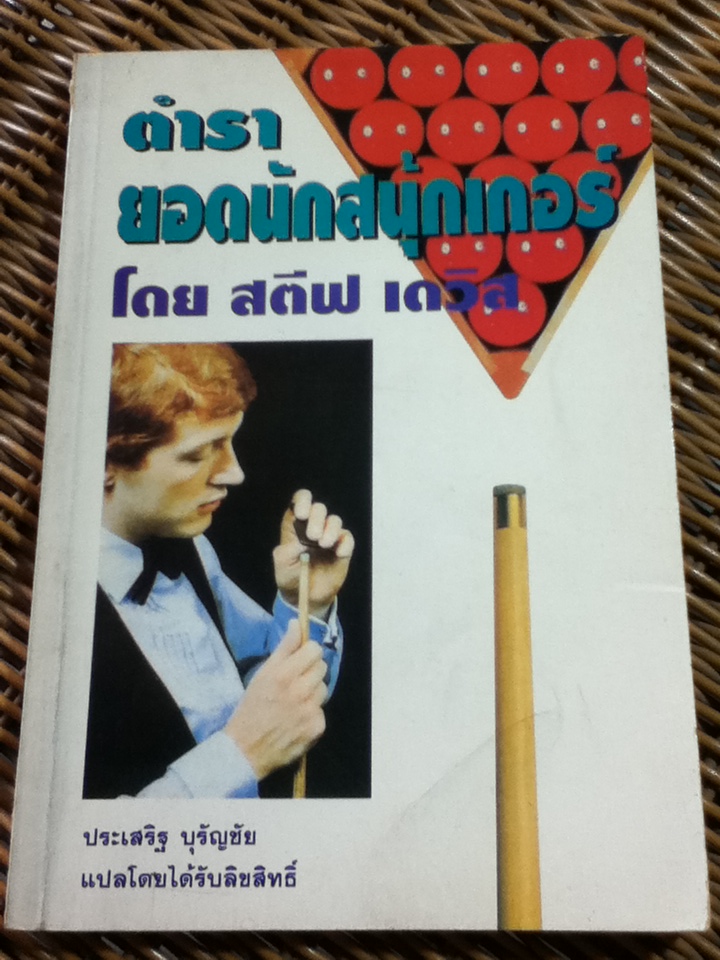 ตำรา
ยอดนักสนุ้กเกอร์
โดย สตีฟ เดวิส
ประเสริฐ บุรัญชัย
แปลโดยได้รับลิขสิทธิ์